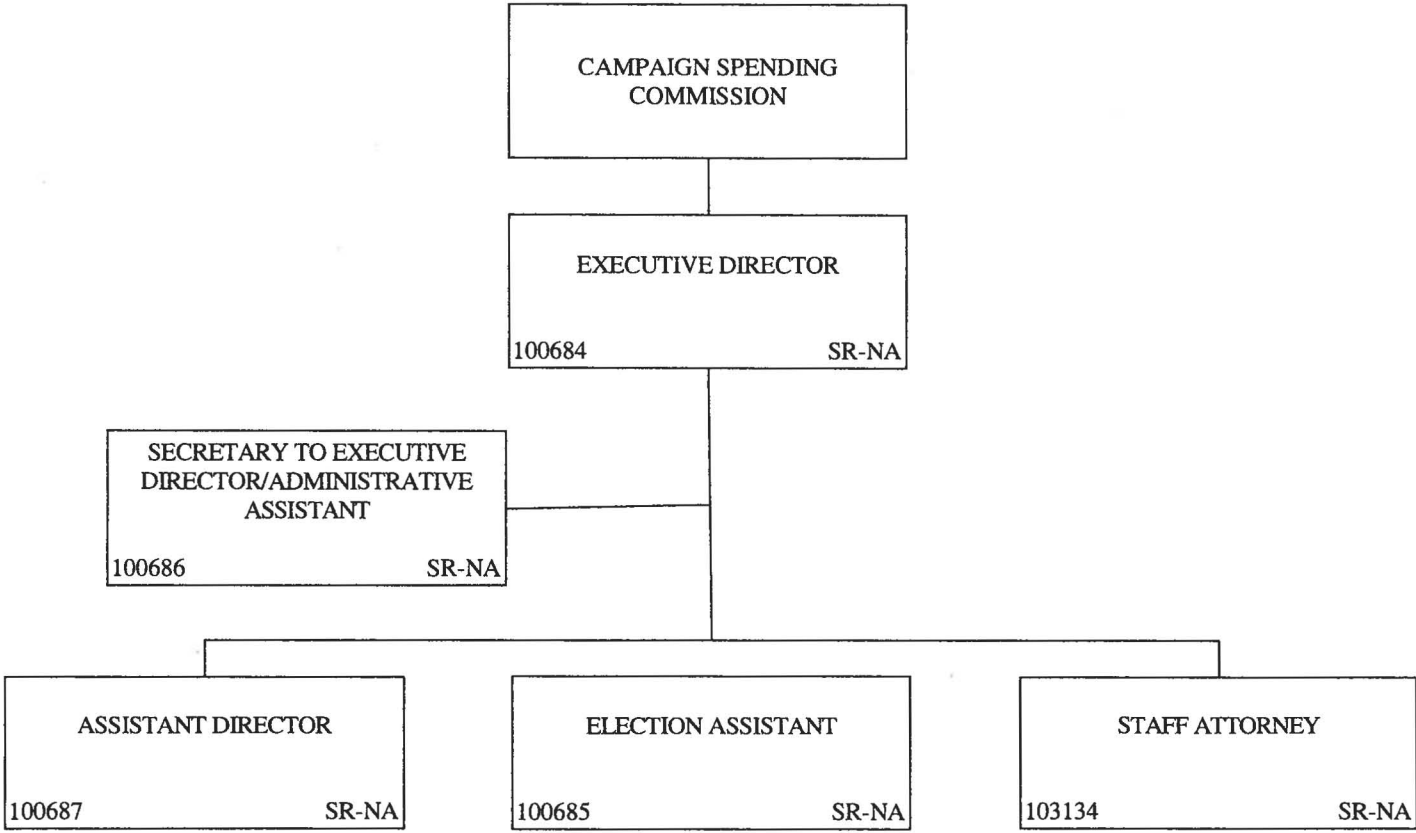 CAMPAIGN SPENDING
COMMISSION
EXECUTIVE DIRECTOR
100684 SR-NA
SECRETARY TO EXECUTIVE
DIRECTOR/ADMINISTRATIVE
ASSISTANT
100686 SR-NA
ASSISTANT DIRECTOR
100687 SR-NA
ELECTION ASSISTANT
100685 SR-NA
STAFF ATTORNEY
103134 SR-NA